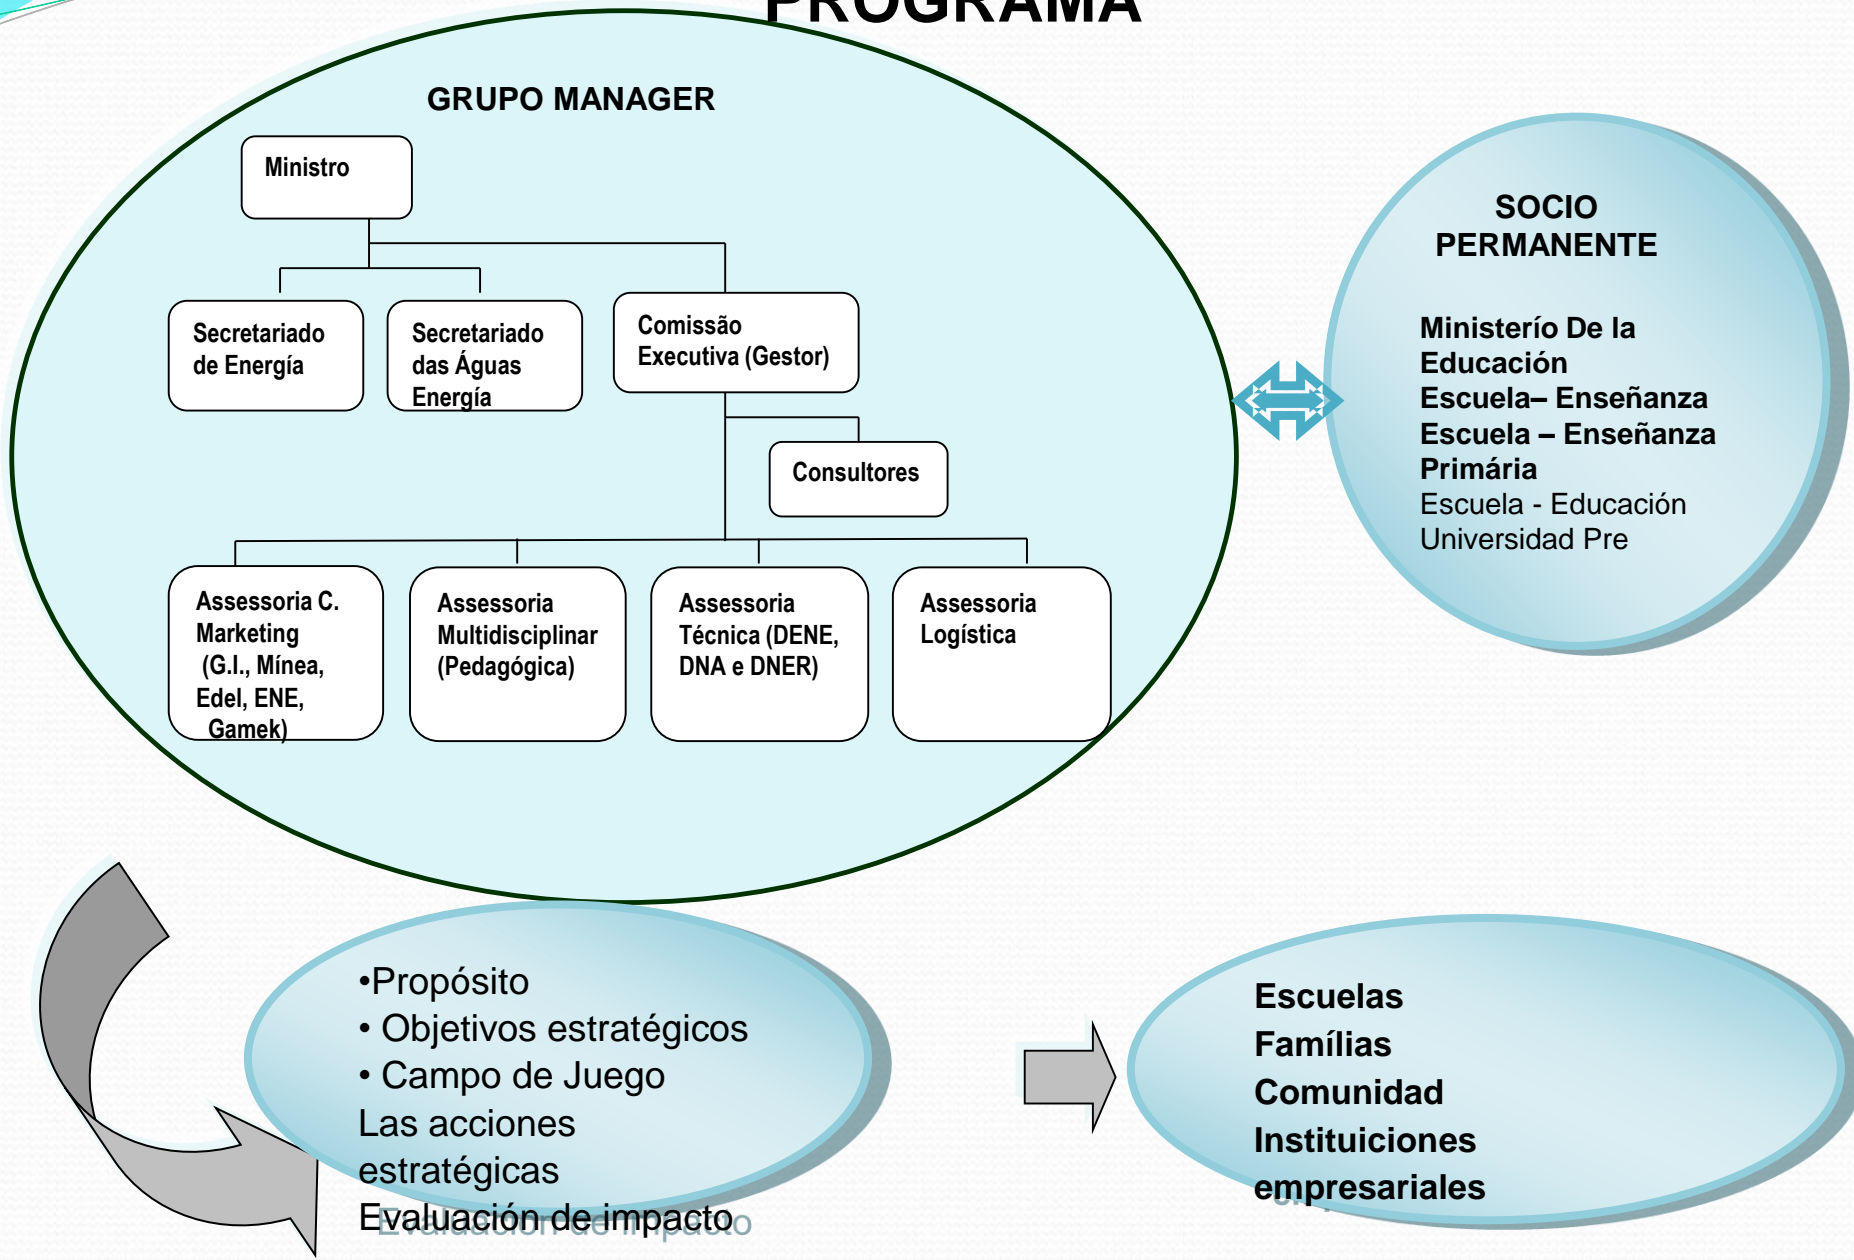 PROGRAMA
GRUPO MANAGER
Ministro
Secretariado
de Energía
Secretariado
das Águas
Energía
Comissão
Executiva (Gestor)
Consultores
Assessoria C.
Marketing
(G.I., Mínea,
Edel, ENE,
Gamek)
Assessoria
Multidisciplinar
(Pedagógica)
Assessoria
Técnica (DENE,
DNA e DNER)
Assessoria
Logística
SOCIO
PERMANENTE
Ministerío De la
Educación
Escuela– Enseñanza
Escuela – Enseñanza
Primária
Escuela - Educación
Universidad Pre
•Propósito
• Objetivos estratégicos
• Campo de Juego
Las acciones
estratégicas
Evaluación de impacto
Escuelas
Famílias
Comunidad
Instituiciones
empresariales